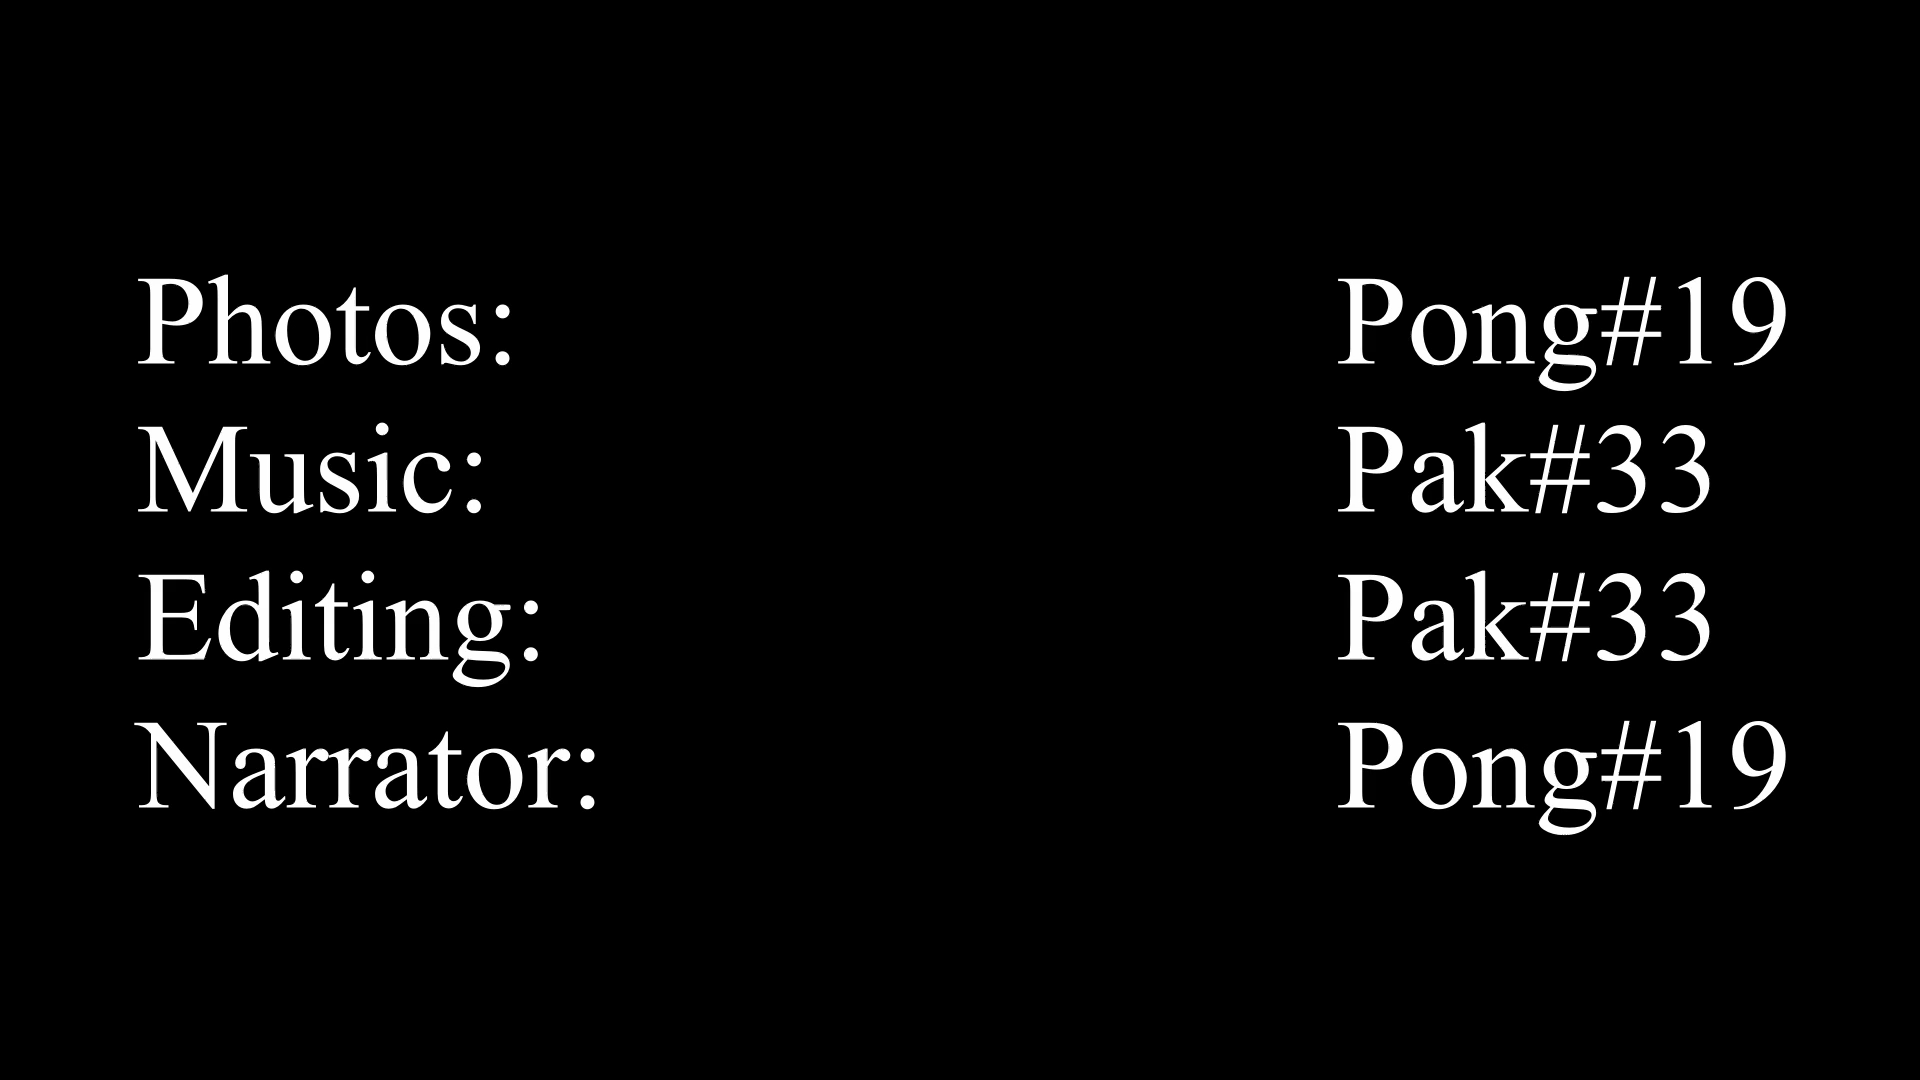 Photos: Pong#19
Music: Pak#33
Editing: Pak#33
Narrator: Pong#19